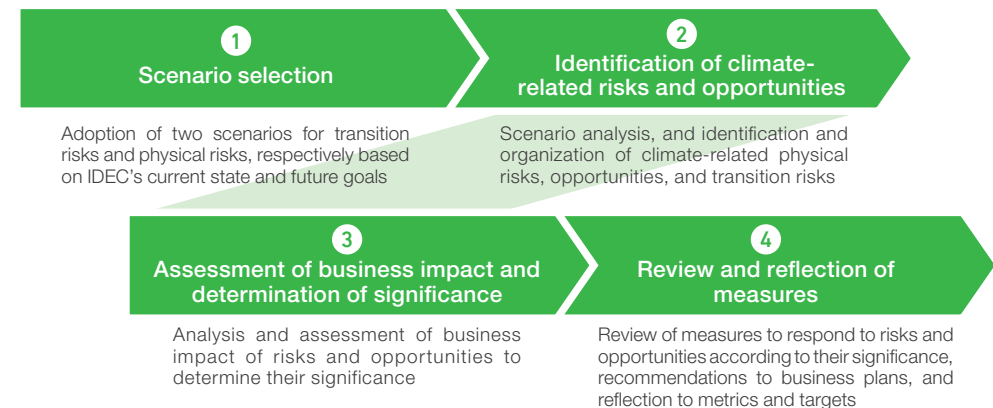 1
Scenario selection
Adoption of two scenarios for transition
risks and physical risks, respectively based
on IDEC's current state and future goals
2
Identification of climate-
related risks and opportunities
Scenario analysis, and identification and
organization of climate-related physical
risks, opportunities, and transition risks
3
Assessment of business impact and
determination of significance
Analysis and assessment of business
impact of risks and opportunities to
determine their significance
4
Review and reflection of
measures
Review of measures to respond to risks and
opportunities according to their significance,
recommendations to business plans, and
reflection to metrics and targets